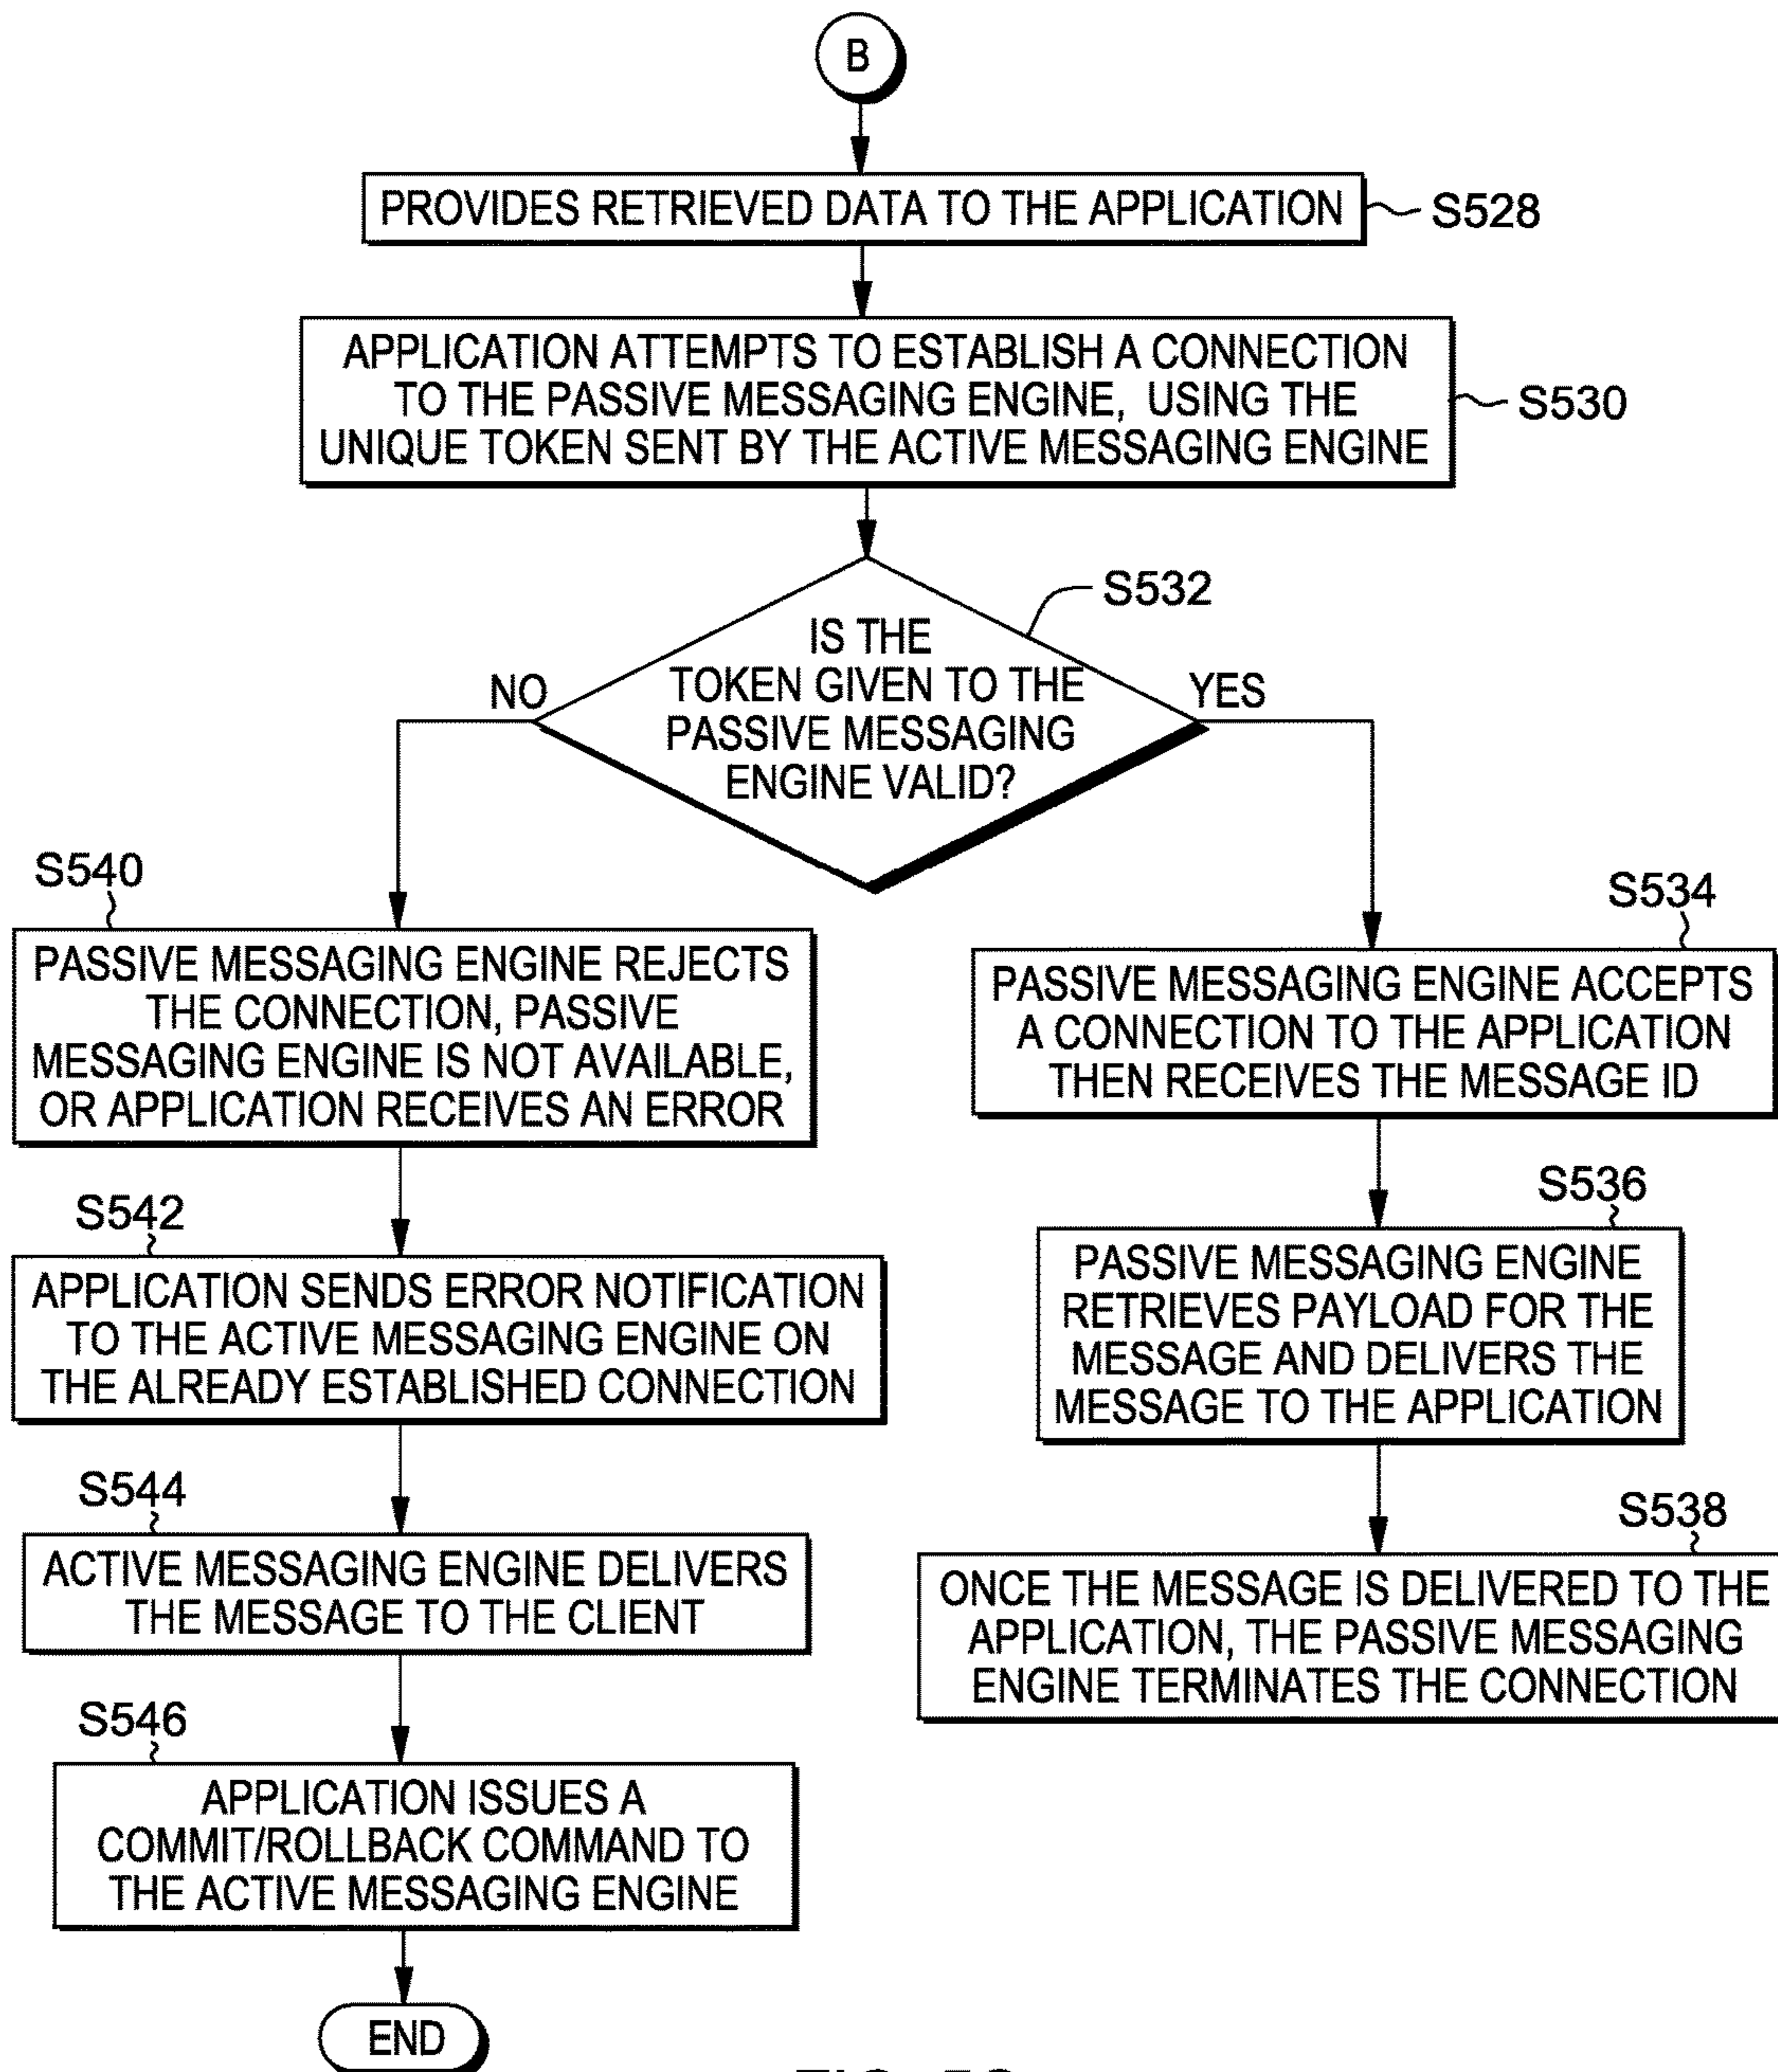 B
PROVIDES RETRIEVED DATA TO THE APPLICATION
S528
APPLICATION ATTEMPTS TO ESTABLISH A CONNECTION
TO THE PASSIVE MESSAGING ENGINE, USING THE
UNIQUE TOKEN SENT BY THE ACTIVE MESSAGING ENGINE
S530
S532
IS THE
TOKEN GIVEN TO THE
PASSIVE MESSAGING
ENGINE VALID?
NO
YES
S540
PASSIVE MESSAGING ENGINE REJECTS
THE CONNECTION, PASSIVE
MESSAGING ENGINE IS NOT AVAILABLE,
OR APPLICATION RECEIVES AN ERROR
S542
APPLICATION SENDS ERROR NOTIFICATION
TO THE ACTIVE MESSAGING ENGINE ON
THE ALREADY ESTABLISHED CONNECTION
S544
ACTIVE MESSAGING ENGINE DELIVERS
THE MESSAGE TO THE CLIENT
S546
APPLICATION ISSUES A
COMMIT/ROLLBACK COMMAND TO
THE ACTIVE MESSAGING ENGINE
END
S534
PASSIVE MESSAGING ENGINE ACCEPTS
A CONNECTION TO THE APPLICATION
THEN RECEIVES THE MESSAGE ID
S536
PASSIVE MESSAGING ENGINE
RETRIEVES PAYLOAD FOR THE
MESSAGE AND DELIVERS THE
MESSAGE TO THE APPLICATION
S538
ONCE THE MESSAGE IS DELIVERED TO THE
APPLICATION, THE PASSIVE MESSAGING
ENGINE TERMINATES THE CONNECTION